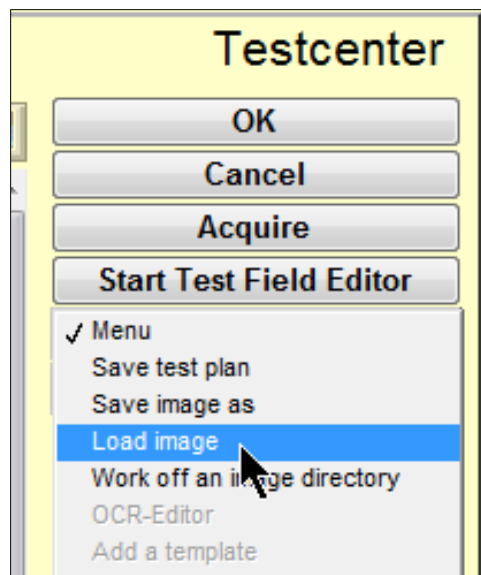 Testcenter
OK
Cancel
Acquire
Start Test Field Editor
✓ Menu
Save test plan
Save image as
Load image
Work off an image directory
OCR-Editor
Add a template